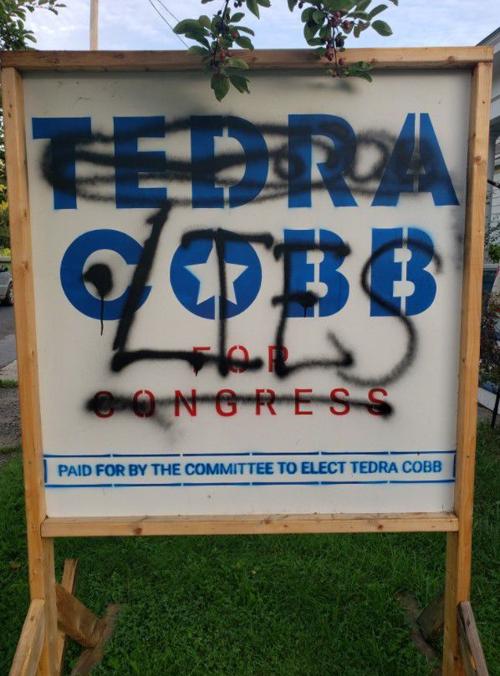 TEDRA
COBB
LIES
FOR
CONGRESS
PAID FOR BY THE COMMITTEE TO ELECT TEDRA COBB